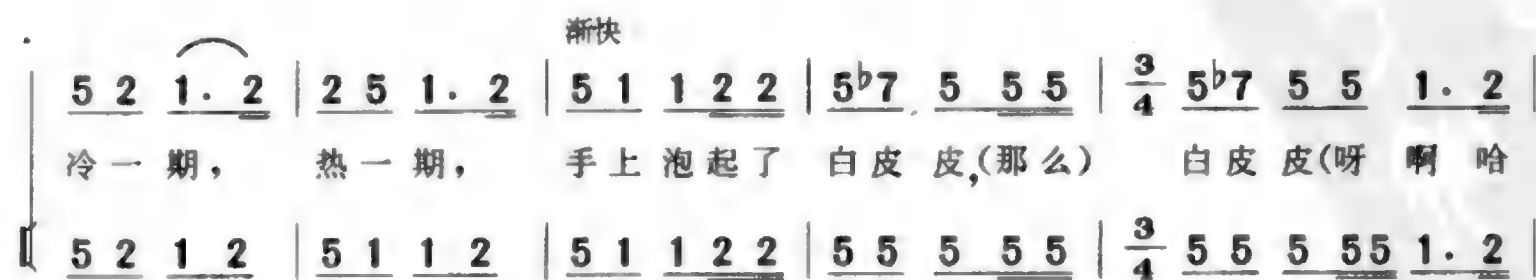 渐快
5 2 1. 2 | 2 5 1. 2 | 5 1 1 2 2 | 5♭7 5 5 5 | 3/4 5♭7 5 5 1. 2 |
冷一期， 热一期， 手上泡起了 白皮皮，(那么) 白皮皮(呀 啊 哈
5 2 1 2 | 5 1 1 2 | 5 1 1 2 2 | 5 5 5 5 5 | 3/4 5 5 5 5 5 1. 2 |